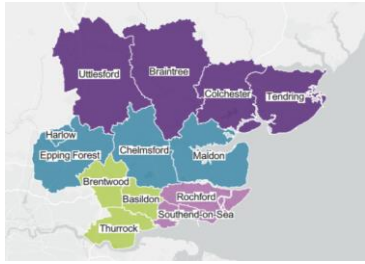 Uttlesford
Braintree
Colchester
Tendring
Harlow
Epping Forest
Chelmsford
Maldon
Brentwood
Basildon
Rochford
Southend-on-Sea
Thurrock